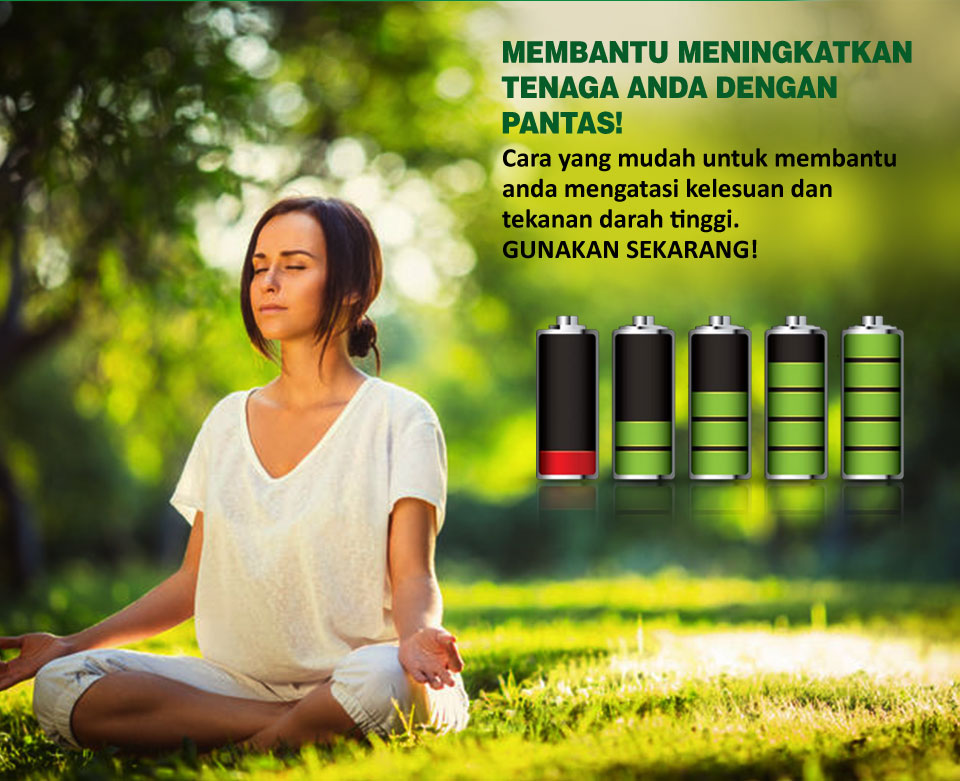 MEMBANTU MENINGKATKAN
TENAGA ANDA DENGAN
PANTAS!
Cara yang mudah untuk membantu
anda mengatasi kelesuan dan
tekanan darah tinggi.
GUNAKAN SEKARANG!